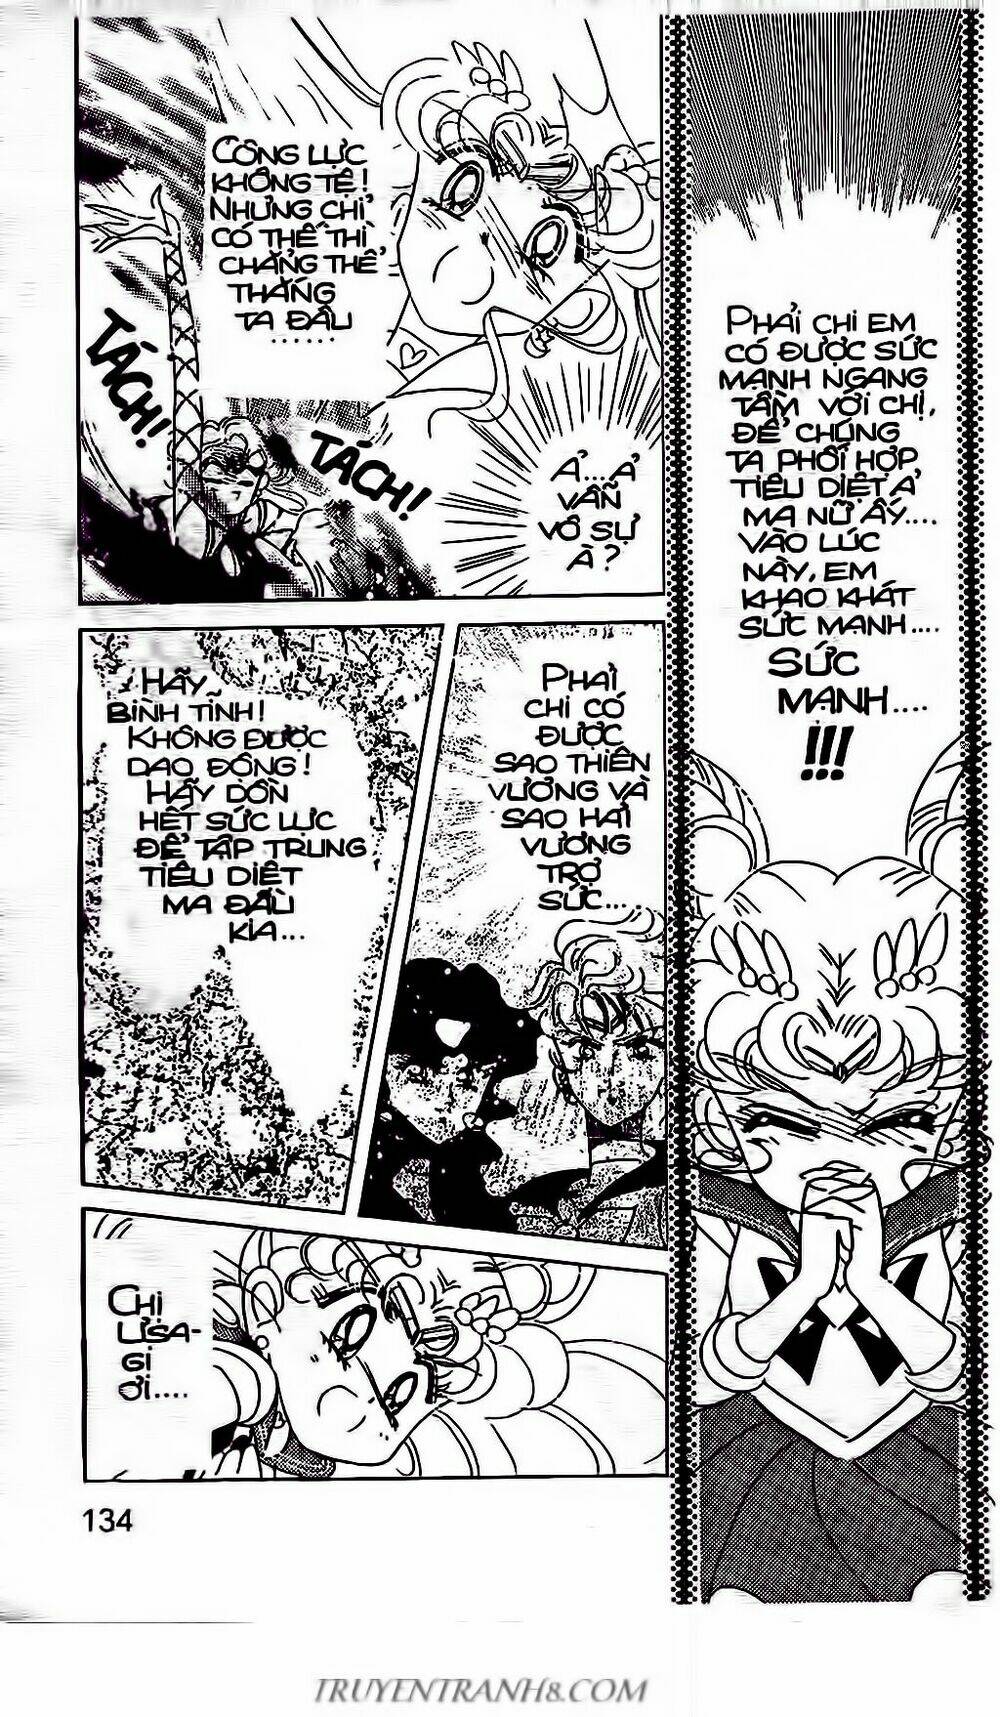 CÔNG LỰC
KHÔNG TÊ!
NHƯNG CHỈ
CÓ THẾ THÌ
CHẲNG THỂ
THẮNG
TA ĐÂU
......
TÁCH!
TÁCH!
Ả...Ả
VẪN
VÔ SỰ
À?
HÃY
BÌNH TĨNH!
KHÔNG ĐƯỢC
DAO ĐỘNG!
HÃY DỒN
HẾT SỨC LỰC
ĐỂ TẬP TRUNG
TIÊU DIỆT
MA ĐẦU
KIA...
PHẢI
CHI CÓ
ĐƯỢC
SAO THIÊN
VƯƠNG VÀ
SAO HẢI
VƯƠNG
TRỢ
SỨC...
CHỊ
ƯSA-
GI
ƠI....
PHẢI CHI EM
CÓ ĐƯỢC SỨC
MẠNH NGANG
TẦM VỚI CHỊ,
ĐỂ CHÚNG
TA PHỐI HỢP
TIÊU DIỆT Ả
MA NỮ ẤY....
VÀO LÚC
NÀY, EM
KHAO KHÁT
SỨC MẠNH....
SỨC
MẠNH....
!!!
134
TRUYENTRANH8.COM